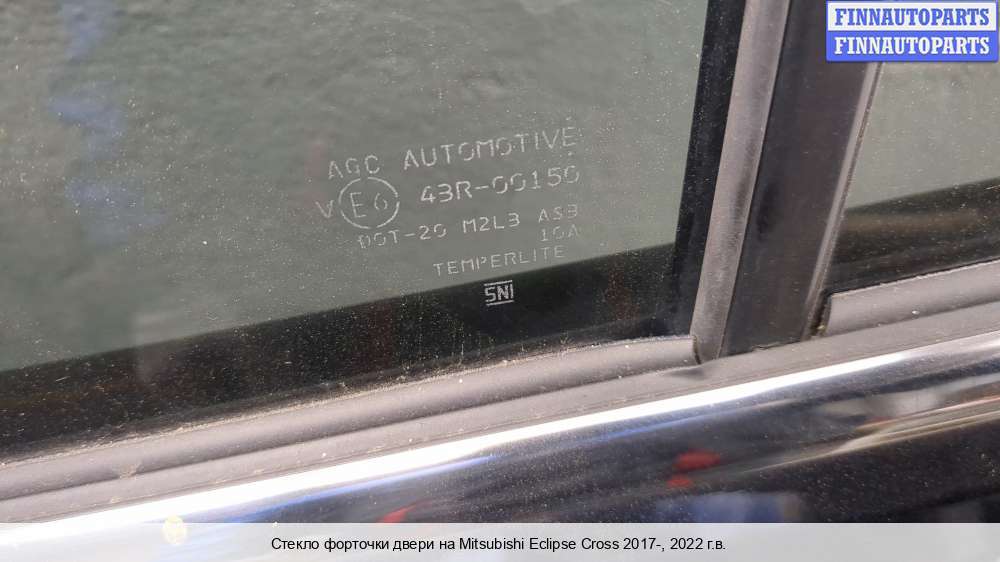 FINNAUTOPARTS
FINNAUTOPARTS
AGC AUTOMOTIVE
V E6 43R-00150
DOT-20 M2L3 AS3
10A
TEMPERLITE
SNI
Стекло форточки двери на Mitsubishi Eclipse Cross 2017-, 2022 г.в.